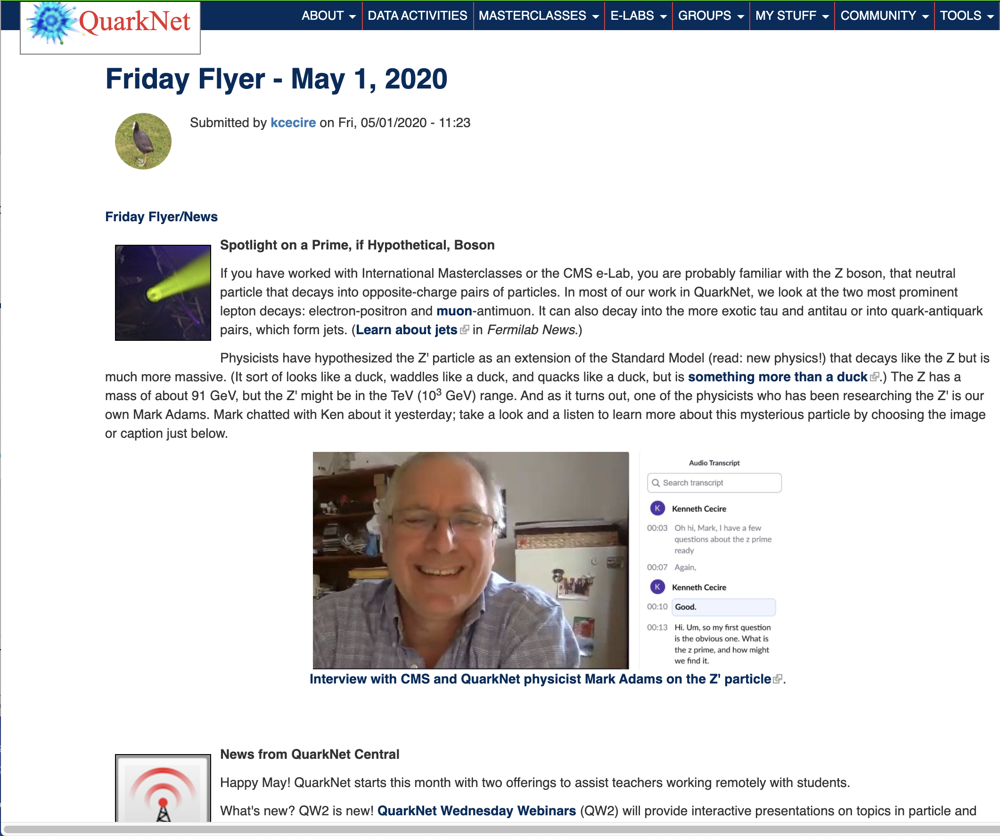 QuarkNet
ABOUT
DATA ACTIVITIES
MASTERCLASSES
E-LABS
GROUPS
MY STUFF
COMMUNITY
TOOLS
Friday Flyer - May 1, 2020
Submitted by kcecire on Fri, 05/01/2020 - 11:23
Friday Flyer/News
Spotlight on a Prime, if Hypothetical, Boson
If you have worked with International Masterclasses or the CMS e-Lab, you are probably familiar with the Z boson, that neutral
particle that decays into opposite-charge pairs of particles. In most of our work in QuarkNet, we look at the two most prominent
lepton decays: electron-positron and muon-antimuon. It can also decay into the more exotic tau and antitau or into quark-antiquark
pairs, which form jets. (Learn about jets in Fermilab News.)
Physicists have hypothesized the Z' particle as an extension of the Standard Model (read: new physics!) that decays like the Z but is
much more massive. (It sort of looks like a duck, waddles like a duck, and quacks like a duck, but is something more than a duck.) The Z has a
mass of about 91 GeV, but the Z' might be in the TeV (10³ GeV) range. And as it turns out, one of the physicists who has been researching the Z' is our
own Mark Adams. Mark chatted with Ken about it yesterday; take a look and a listen to learn more about this mysterious particle by choosing the image
or caption just below.
Audio Transcript
Search transcript
K Kenneth Cecire
00:03 Oh hi, Mark, I have a few
questions about the z prime
ready
00:07 Again,
K Kenneth Cecire
00:10 Good.
00:13 Hi. Um, so my first question
is the obvious one. What is
the z prime, and how might
we find it.
Interview with CMS and QuarkNet physicist Mark Adams on the Z' particle.
News from QuarkNet Central
Happy May! QuarkNet starts this month with two offerings to assist teachers working remotely with students.
What's new? QW2 is new! QuarkNet Wednesday Webinars (QW2) will provide interactive presentations on topics in particle and